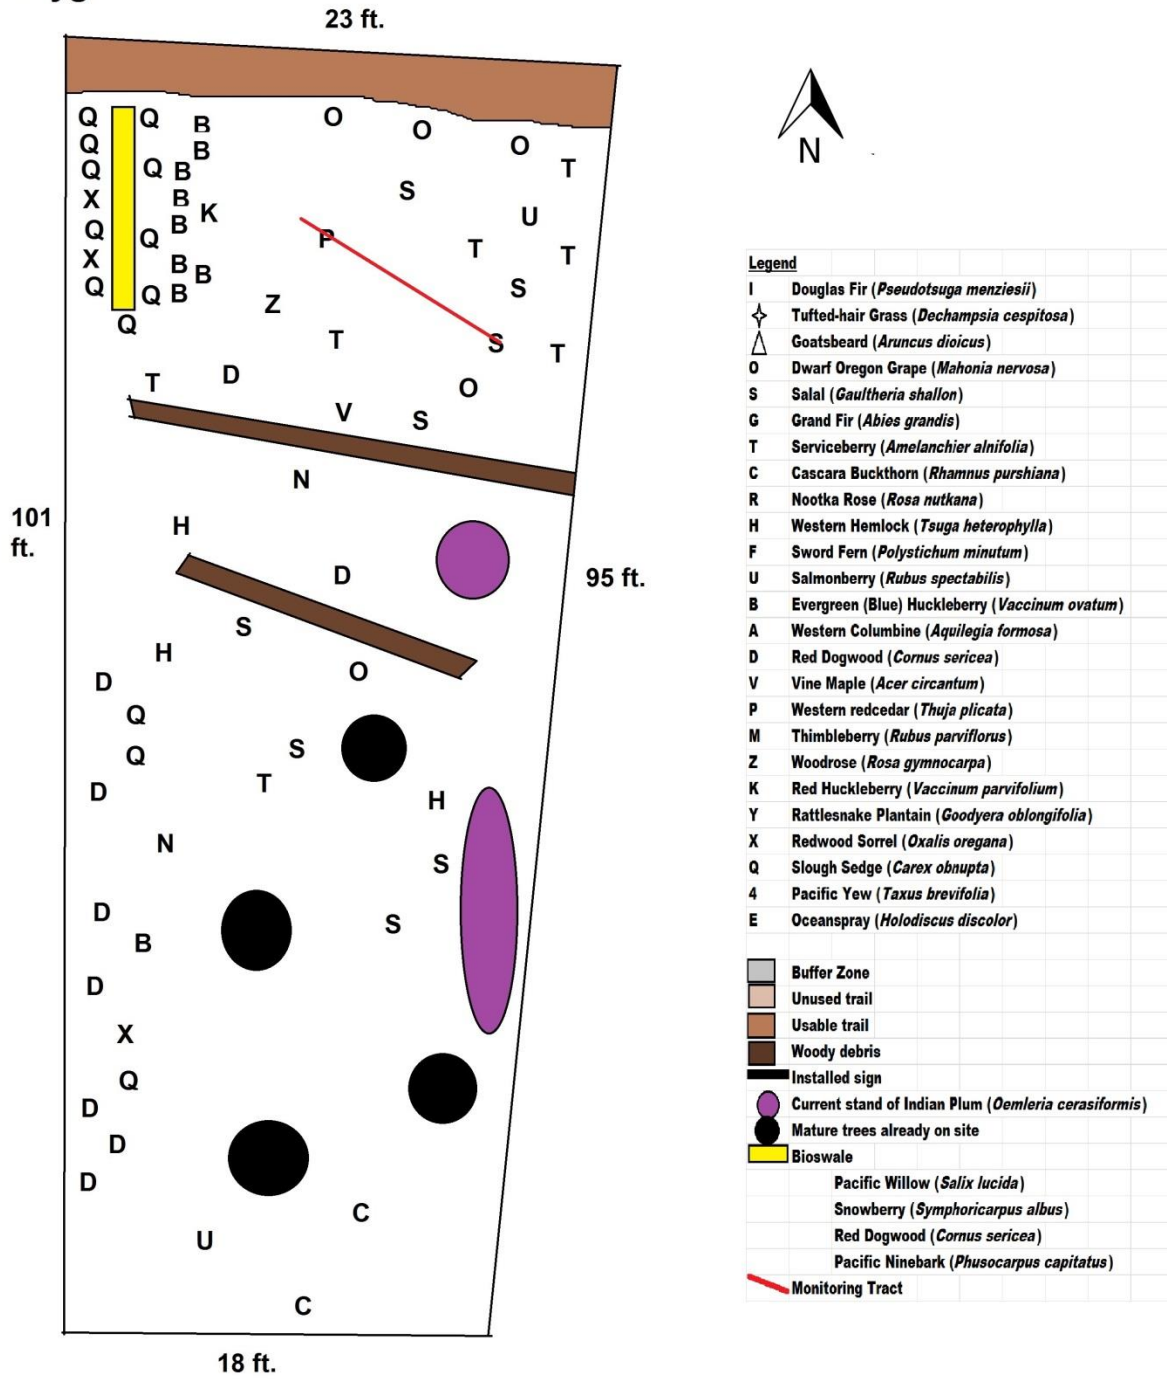 23 ft.
Q Q B O O O
Q B T
Q Q B S
X B K U
Q Q B P T T
X B B
Q Q B Z S
Q T S T
T D O
V S
N
101
ft.
H
D 95 ft.
S
H O
D
Q
Q S
D T H
N S
D S
B
D
X
Q
D
D
D
C
U
C
18 ft.
N
Legend
I Douglas Fir (Pseudotsuga menziesii)
Tufted-hair Grass (Dechampsia cespitosa)
Goatsbeard (Aruncus dioicus)
O Dwarf Oregon Grape (Mahonia nervosa)
S Salal (Gaultheria shallon)
G Grand Fir (Abies grandis)
T Serviceberry (Amelanchier alnifolia)
C Cascara Buckthorn (Rhamnus purshiana)
R Nootka Rose (Rosa nutkana)
H Western Hemlock (Tsuga heterophylla)
F Sword Fern (Polystichum minutum)
U Salmonberry (Rubus spectabilis)
B Evergreen (Blue) Huckleberry (Vaccinum ovatum)
A Western Columbine (Aquilegia formosa)
D Red Dogwood (Cornus sericea)
V Vine Maple (Acer circantum)
P Western redcedar (Thuja plicata)
M Thimbleberry (Rubus parviflorus)
Z Woodrose (Rosa gymnocarpa)
K Red Huckleberry (Vaccinum parvifolium)
Y Rattlesnake Plantain (Goodyera oblongifolia)
X Redwood Sorrel (Oxalis oregana)
Q Slough Sedge (Carex obnupta)
4 Pacific Yew (Taxus brevifolia)
E Oceanspray (Holodiscus discolor)
Buffer Zone
Unused trail
Usable trail
Woody debris
Installed sign
Current stand of Indian Plum (Oemleria cerasiformis)
Mature trees already on site
Bioswale
Pacific Willow (Salix lucida)
Snowberry (Symphoricarpus albus)
Red Dogwood (Cornus sericea)
Pacific Ninebark (Phusocarpus capitatus)
Monitoring Tract